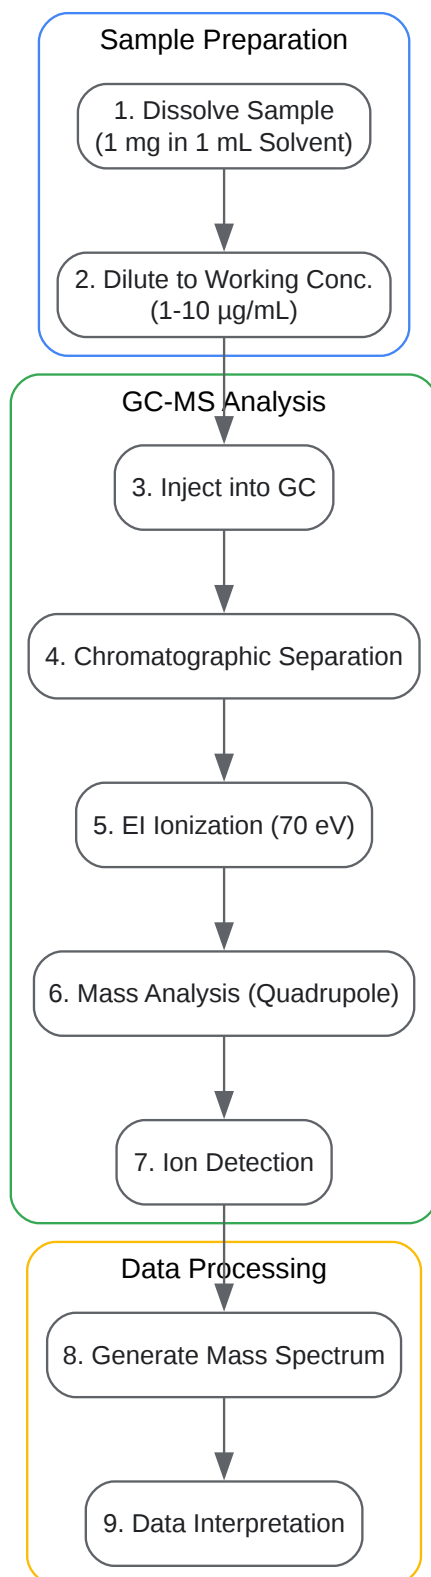 Sample Preparation
1. Dissolve Sample
(1 mg in 1 mL Solvent)
2. Dilute to Working Conc.
(1-10 µg/mL)
GC-MS Analysis
3. Inject into GC
4. Chromatographic Separation
5. EI Ionization (70 eV)
6. Mass Analysis (Quadrupole)
7. Ion Detection
Data Processing
8. Generate Mass Spectrum
9. Data Interpretation